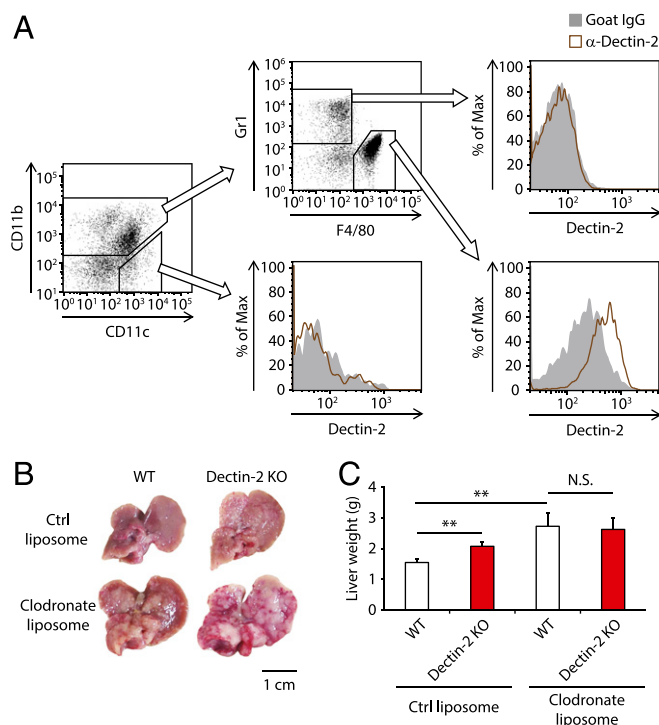 A
Goat IgG
α-Dectin-2
CD11b
10⁵
10⁴
10³
10²
10¹
10⁰ 10¹ 10² 10³ 10⁴ 10⁵
CD11c
Gr1
10⁶
10⁵
10⁴
10³
10²
10¹
10⁰ 10¹ 10² 10³ 10⁴ 10⁵
F4/80
% of Max
100
80
60
40
20
0
10² 10³
Dectin-2
% of Max
100
80
60
40
20
0
10² 10³
Dectin-2
% of Max
100
80
60
40
20
0
10² 10³
Dectin-2
B
WT Dectin-2 KO
Ctrl
liposome
Clodronate
liposome
1 cm
C
Liver weight (g)
4
3
2
1
0
**
**
N.S.
WT
Dectin-2 KO
WT
Dectin-2 KO
Ctrl liposome
Clodronate
liposome